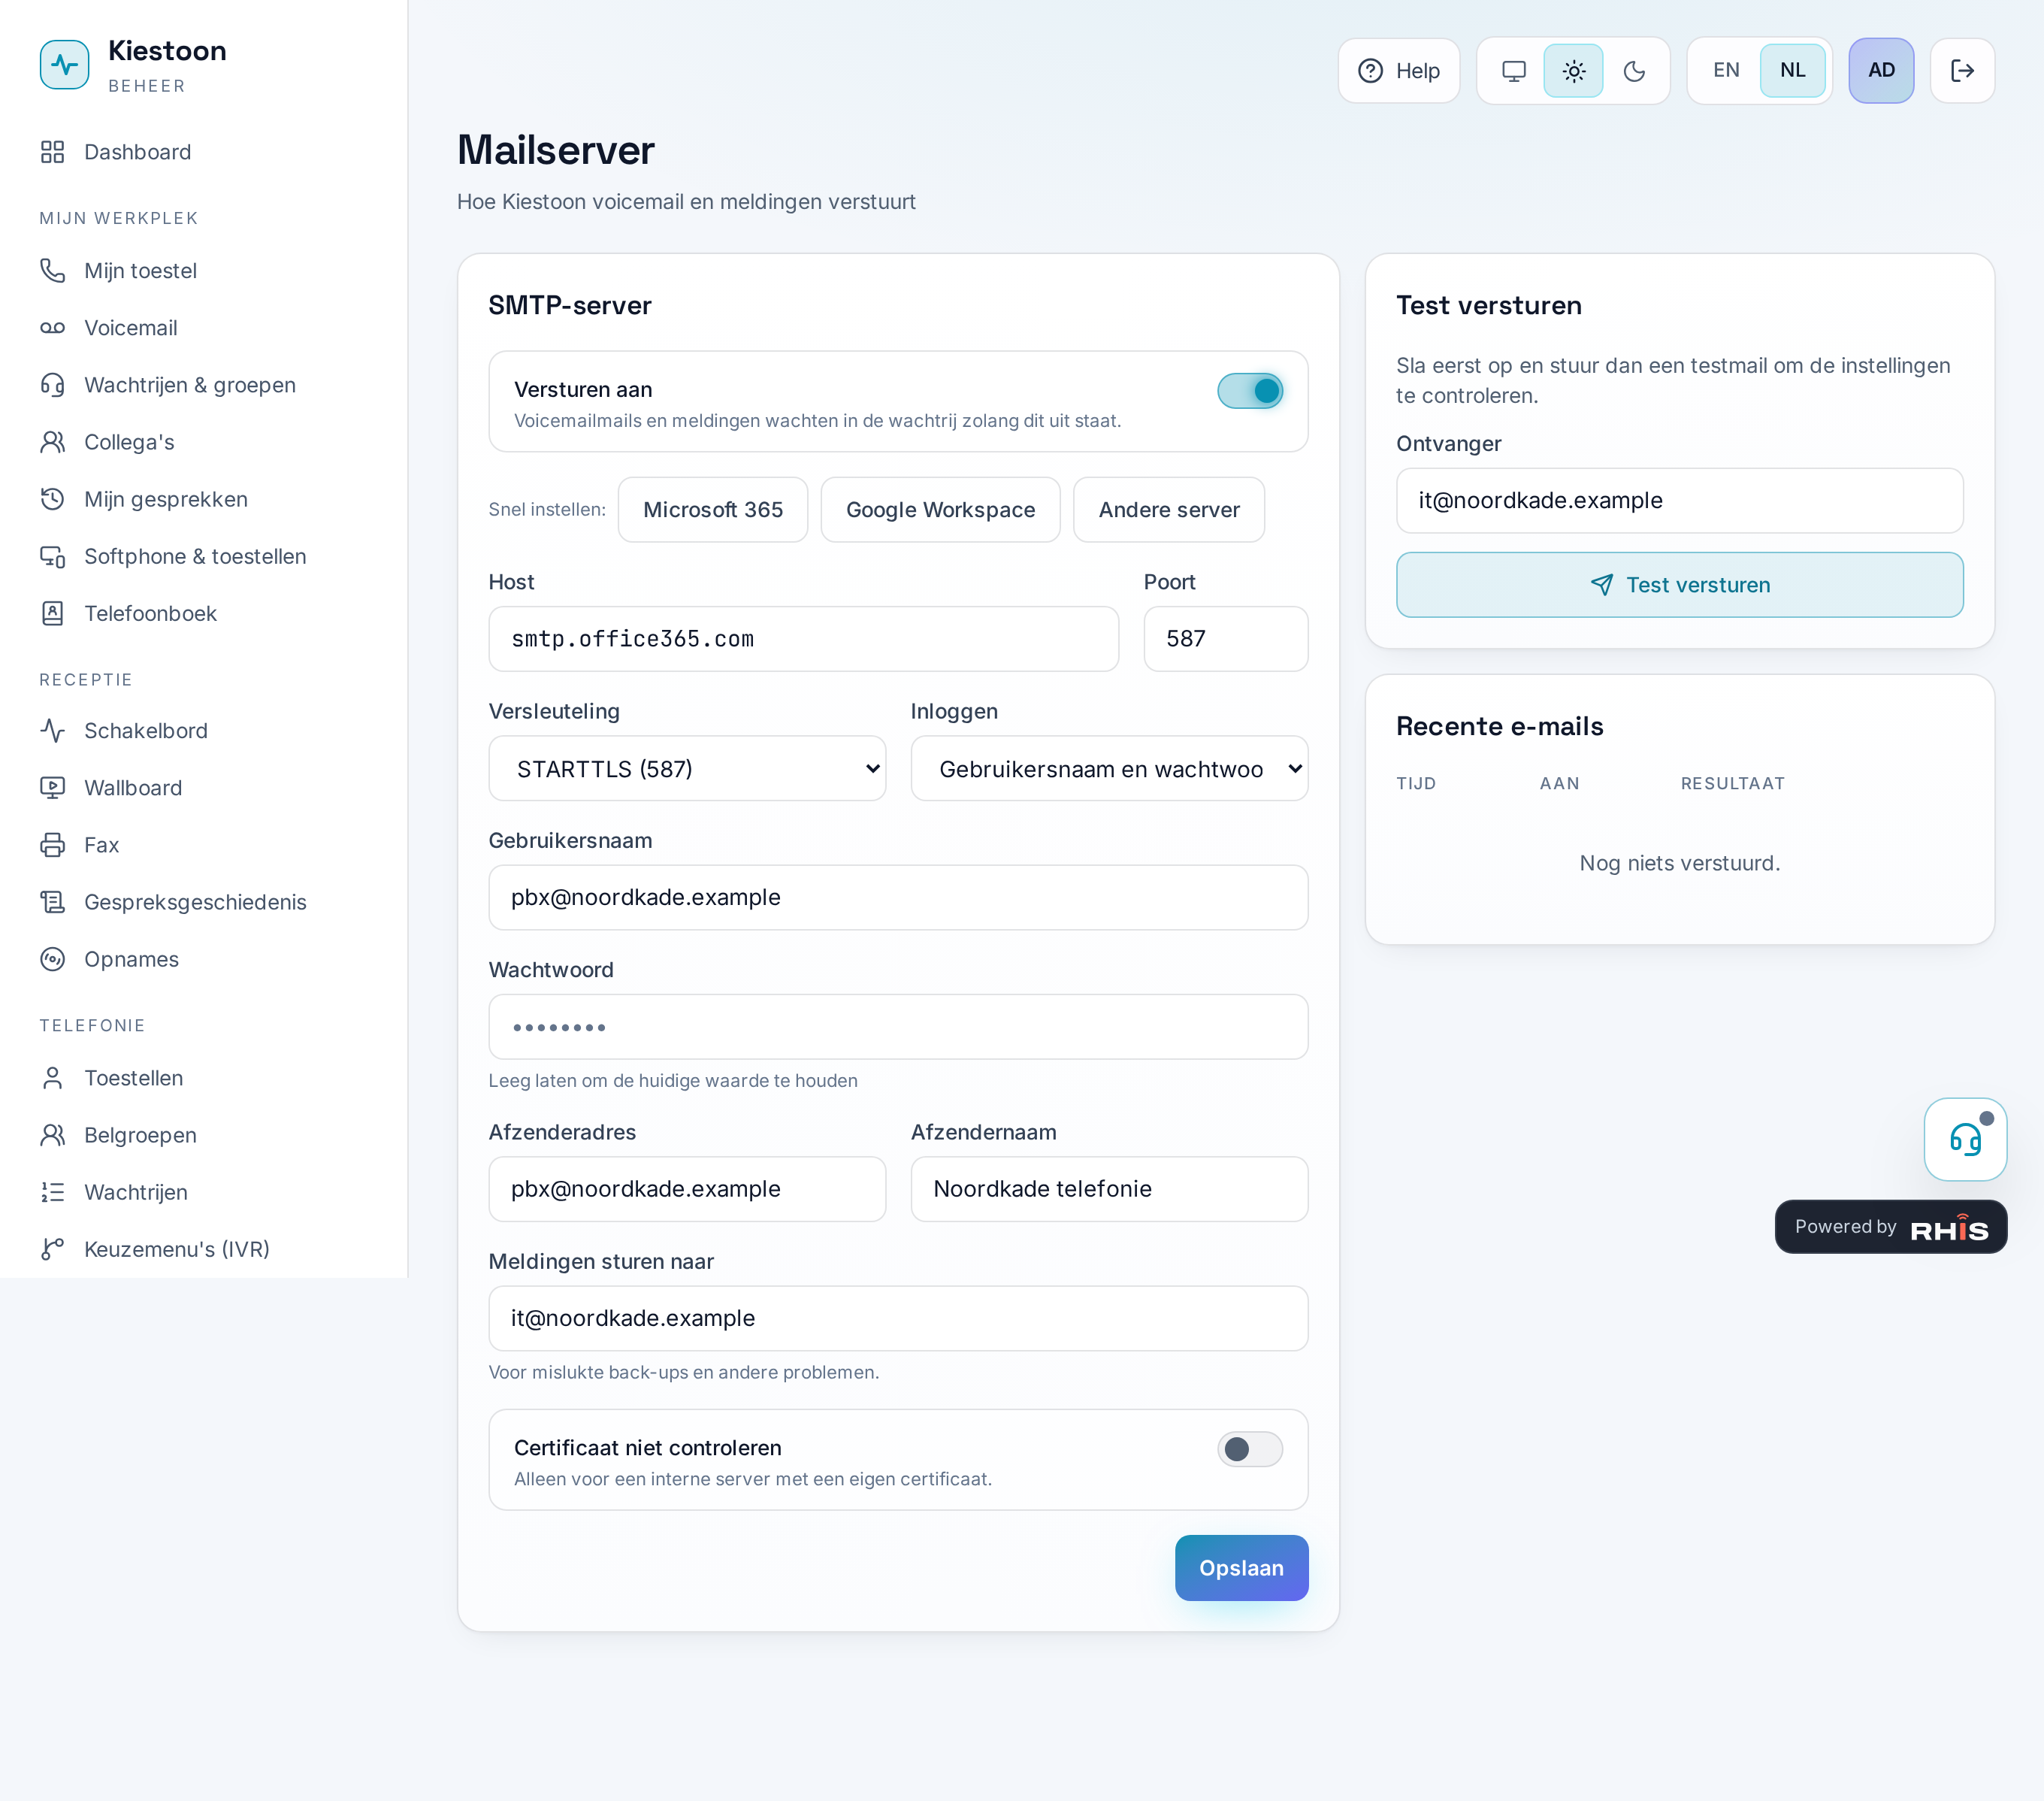 Kiestoon
BEHEER
Dashboard
MIJN WERKPLEK
Mijn toestel
Voicemail
Wachtrijen & groepen
Collega's
Mijn gesprekken
Softphone & toestellen
Telefoonboek
RECEPTIE
Schakelbord
Wallboard
Fax
Gespreksgeschiedenis
Opnames
TELEFONIE
Toestellen
Belgroepen
Wachtrijen
Keuzemenu's (IVR)
Help
EN
NL
AD
Mailserver
Hoe Kiestoon voicemail en meldingen verstuurt
SMTP-server
Versturen aan
Voicemailmails en meldingen wachten in de wachtrij zolang dit uit staat.
Snel instellen:
Microsoft 365
Google Workspace
Andere server
Host
Poort
smtp.office365.com
587
Versleuteling
Inloggen
STARTTLS (587)
Gebruikersnaam en wachtwoo
Gebruikersnaam
pbx@noordkade.example
Wachtwoord
••••••••
Leeg laten om de huidige waarde te houden
Afzenderadres
Afzendernaam
pbx@noordkade.example
Noordkade telefonie
Meldingen sturen naar
it@noordkade.example
Voor mislukte back-ups en andere problemen.
Certificaat niet controleren
Alleen voor een interne server met een eigen certificaat.
Opslaan
Test versturen
Sla eerst op en stuur dan een testmail om de instellingen
te controleren.
Ontvanger
it@noordkade.example
Test versturen
Recente e-mails
TIJD
AAN
RESULTAAT
Nog niets verstuurd.
Powered by RHiS